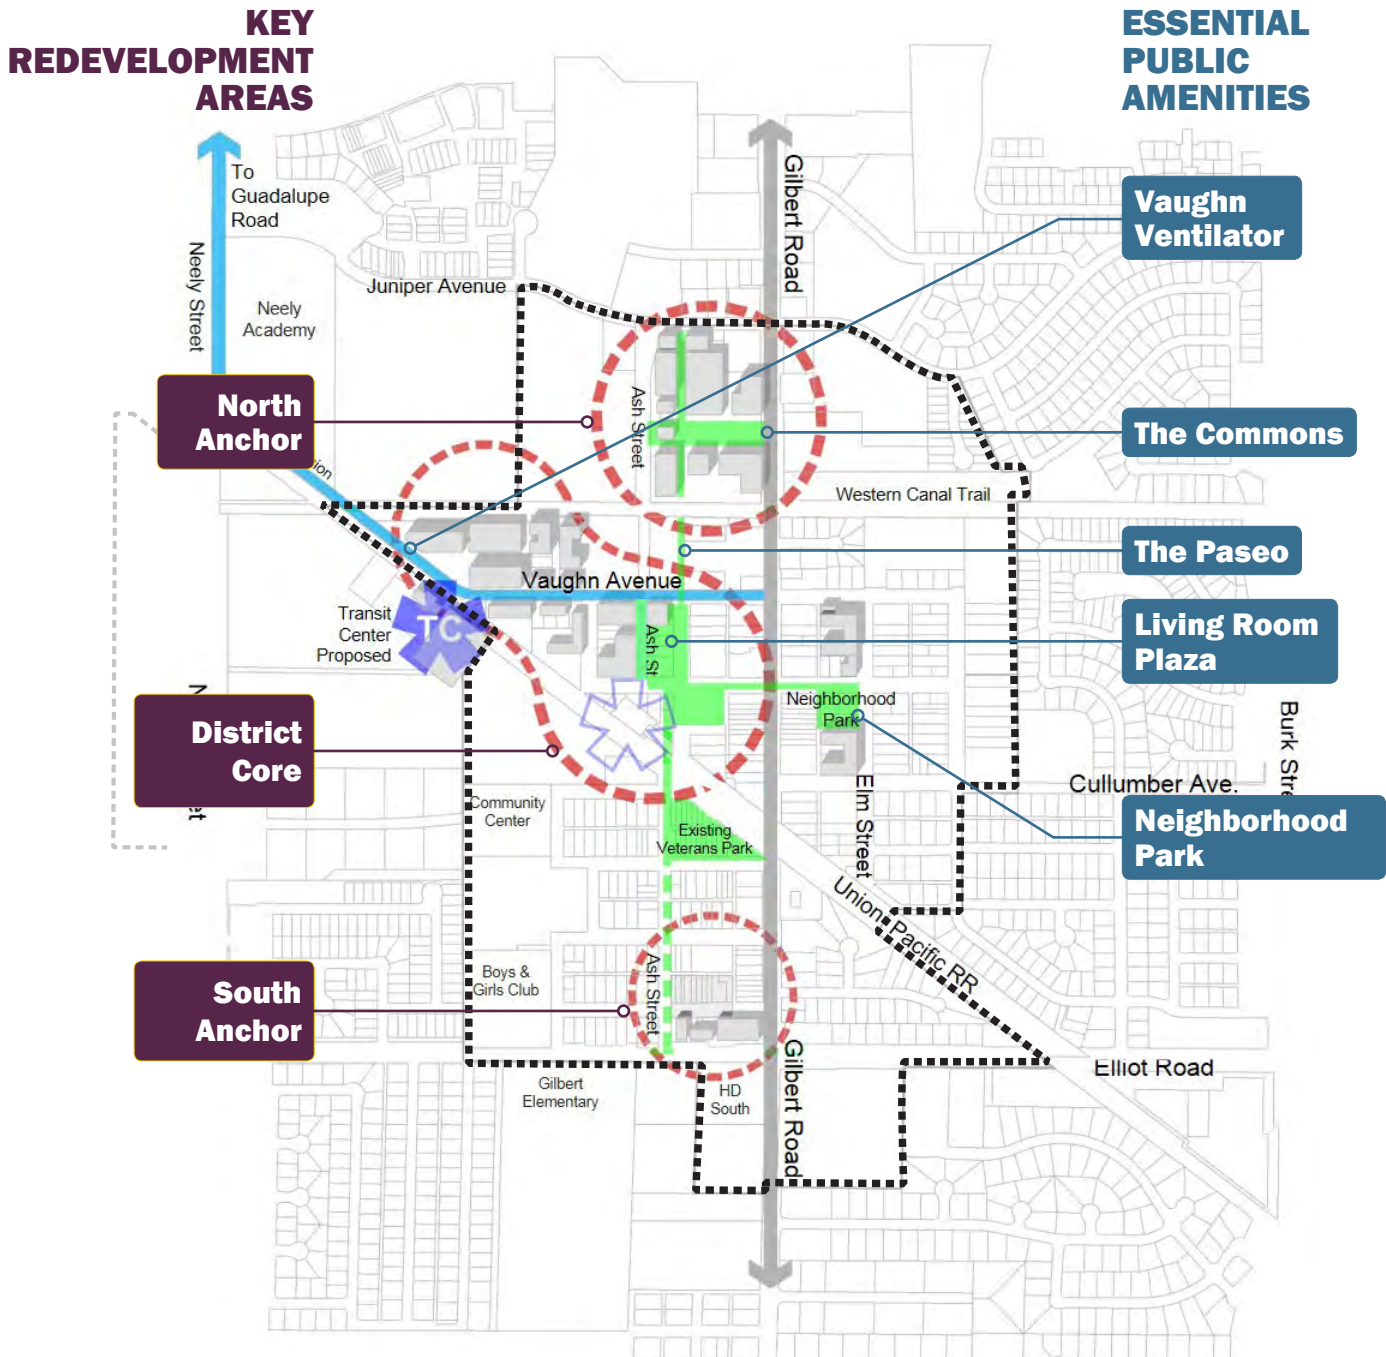 KEY
REDEVELOPMENT
AREAS
ESSENTIAL
PUBLIC
AMENITIES
To
Guadalupe
Road
Neely Street
Neely
Academy
Juniper Avenue
Gilbert Road
Vaughn
Ventilator
North
Anchor
Ash Street
The Commons
Western Canal Trail
The Paseo
Vaughn Avenue
Transit
Center
Proposed
TC
Ash St
Living Room
Plaza
Neighborhood
Park
District
Core
Burk
Cullumber Ave.
Elm Street
Community
Center
Existing
Veterans Park
Neighborhood
Park
Union Pacific RR
South
Anchor
Boys &
Girls Club
Ash Street
Gilbert Road
Elliot Road
Gilbert
Elementary
HD
South